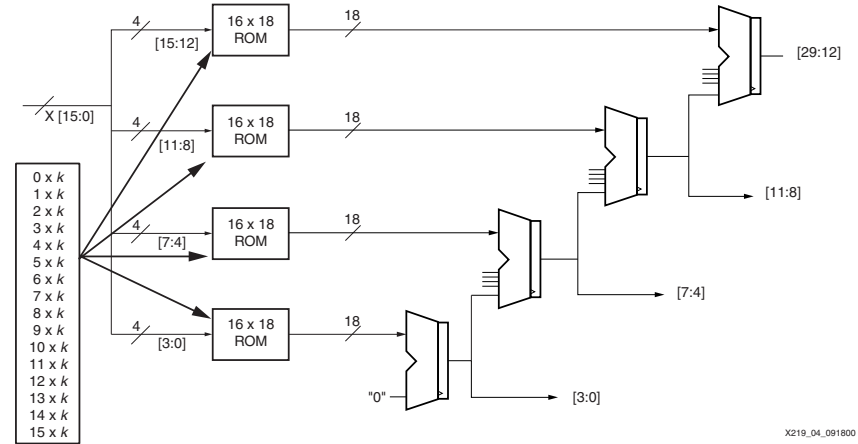 4
[15:12]
16 x 18
ROM
18
[29:12]
X [15:0]
4
[11:8]
16 x 18
ROM
18
[11:8]
0 x k
1 x k
2 x k
3 x k
4 x k
5 x k
6 x k
7 x k
8 x k
9 x k
10 x k
11 x k
12 x k
13 x k
14 x k
15 x k
4
[7:4]
16 x 18
ROM
18
[7:4]
4
[3:0]
16 x 18
ROM
18
"0"
[3:0]
X219_04_091800